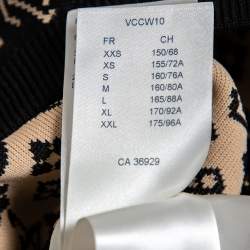 VCCW10
FR CH
XXS 150/68
XS 155/72A
S 160/76A
M 160/80A
L 165/88A
XL 170/92A
XXL 175/96A
CA 36929